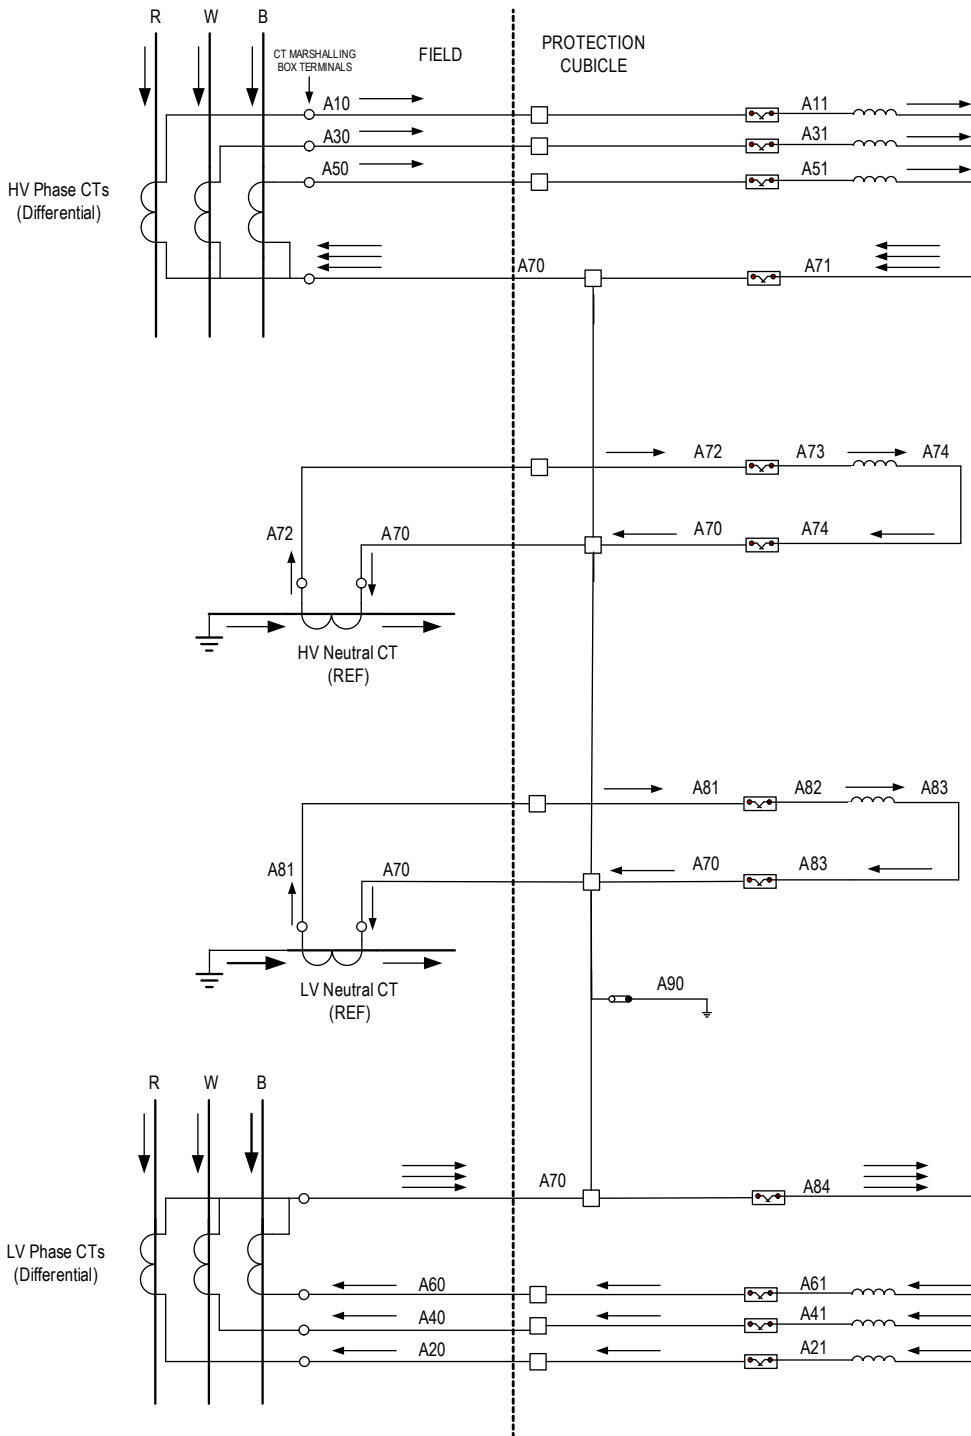 R W B
CT MARSHALLING
BOX TERMINALS
FIELD
PROTECTION
CUBICLE
A10 A11
A30 A31
A50 A51
HV Phase CTs
(Differential)
A70 A71
A72 A73 A74
A72 A70 A70 A74
HV Neutral CT
(REF)
A81 A82 A83
A81 A70 A70 A83
LV Neutral CT
(REF)
A90
R W B
A70 A84
LV Phase CTs
(Differential)
A60 A61
A40 A41
A20 A21